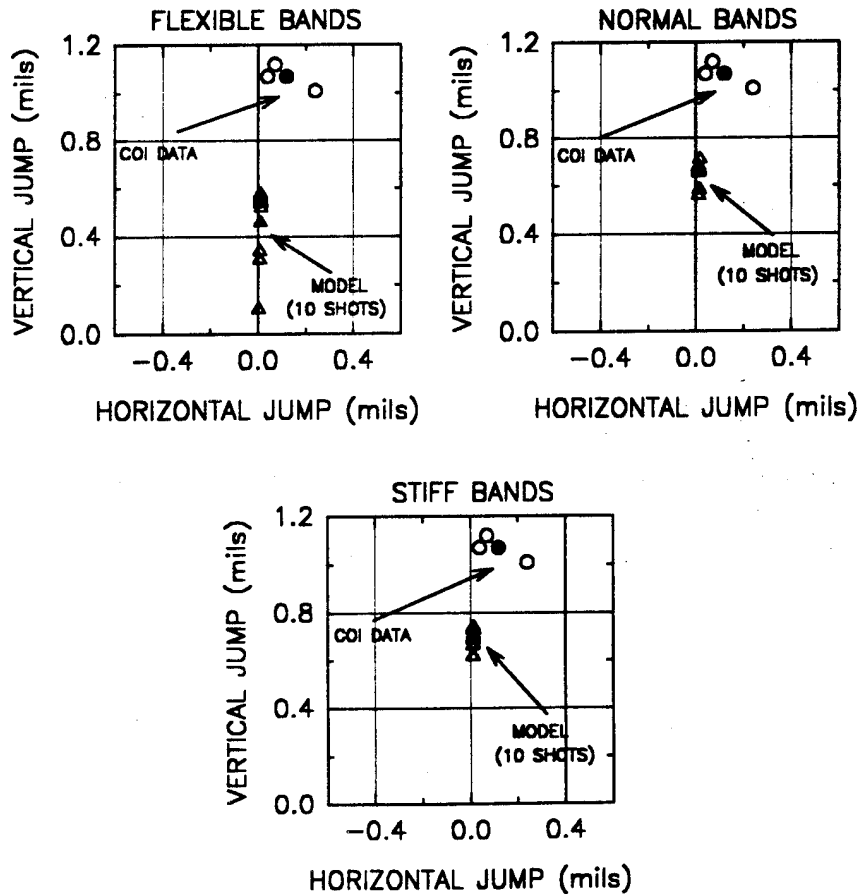 FLEXIBLE BANDS
VERTICAL JUMP (mils)
1.2
0.8
0.4
0.0
COI DATA
MODEL
(10 SHOTS)
−0.4 0.0 0.4
HORIZONTAL JUMP (mils)
NORMAL BANDS
VERTICAL JUMP (mils)
1.2
0.8
0.4
0.0
COI DATA
MODEL
(10 SHOTS)
−0.4 0.0 0.4
HORIZONTAL JUMP (mils)
STIFF BANDS
VERTICAL JUMP (mils)
1.2
0.8
0.4
0.0
COI DATA
MODEL
(10 SHOTS)
−0.4 0.0 0.4
HORIZONTAL JUMP (mils)